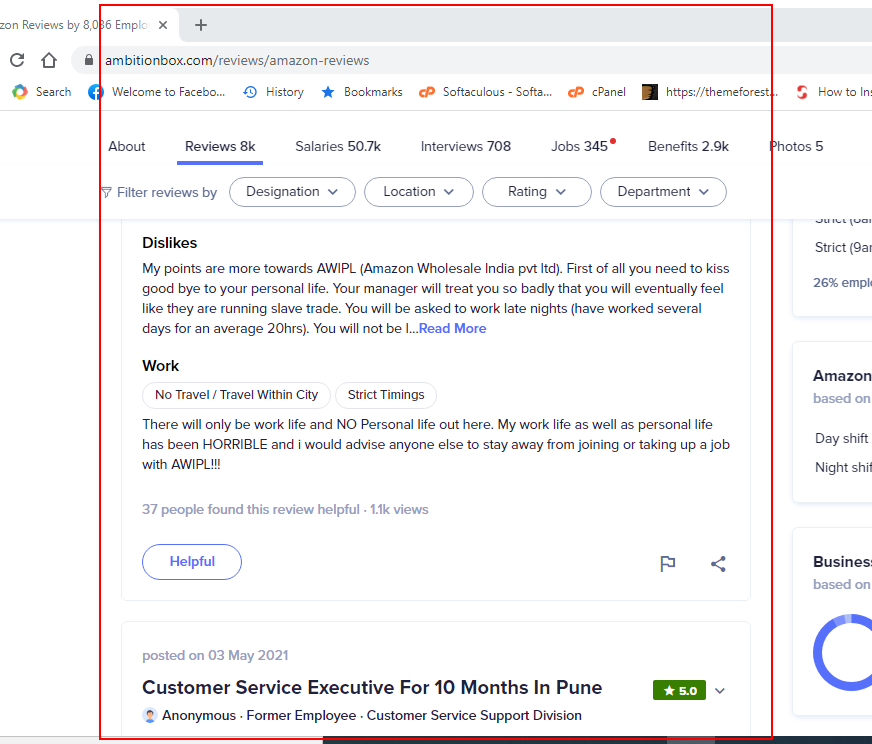 zon Reviews by 8,036 Emplo
ambitionbox.com/reviews/amazon-reviews
Search Welcome to Facebo... History Bookmarks Softaculous - Softa... cPanel https://themeforest... How to Ins
About Reviews 8k Salaries 50.7k Interviews 708 Jobs 345 Benefits 2.9k Photos 5
Filter reviews by Designation Location Rating Department
Dislikes
My points are more towards AWIPL (Amazon Wholesale India pvt ltd). First of all you need to kiss
good bye to your personal life. Your manager will treat you so badly that you will eventually feel
like they are running slave trade. You will be asked to work late nights (have worked several
days for an average 20hrs). You will not be l...Read More
Work
No Travel / Travel Within City Strict Timings
There will only be work life and NO Personal life out here. My work life as well as personal life
has been HORRIBLE and i would advise anyone else to stay away from joining or taking up a job
with AWIPL!!!
37 people found this review helpful · 1.1k views
Helpful
posted on 03 May 2021
Customer Service Executive For 10 Months In Pune
5.0
Anonymous · Former Employee · Customer Service Support Division
Strict (9am
26% emplo
Amazon
based on
Day shift
Night shif
Business
based on